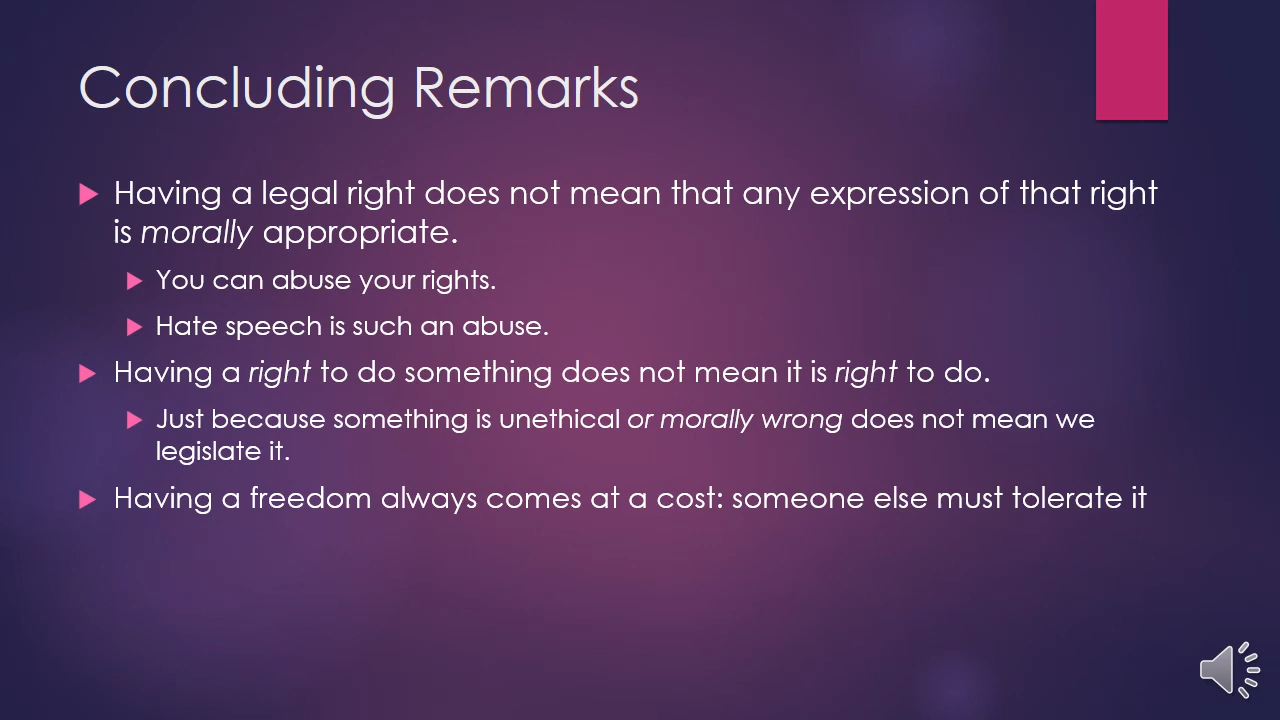 Concluding Remarks
Having a legal right does not mean that any expression of that right
is morally appropriate.
You can abuse your rights.
Hate speech is such an abuse.
Having a right to do something does not mean it is right to do.
Just because something is unethical or morally wrong does not mean we
legislate it.
Having a freedom always comes at a cost: someone else must tolerate it